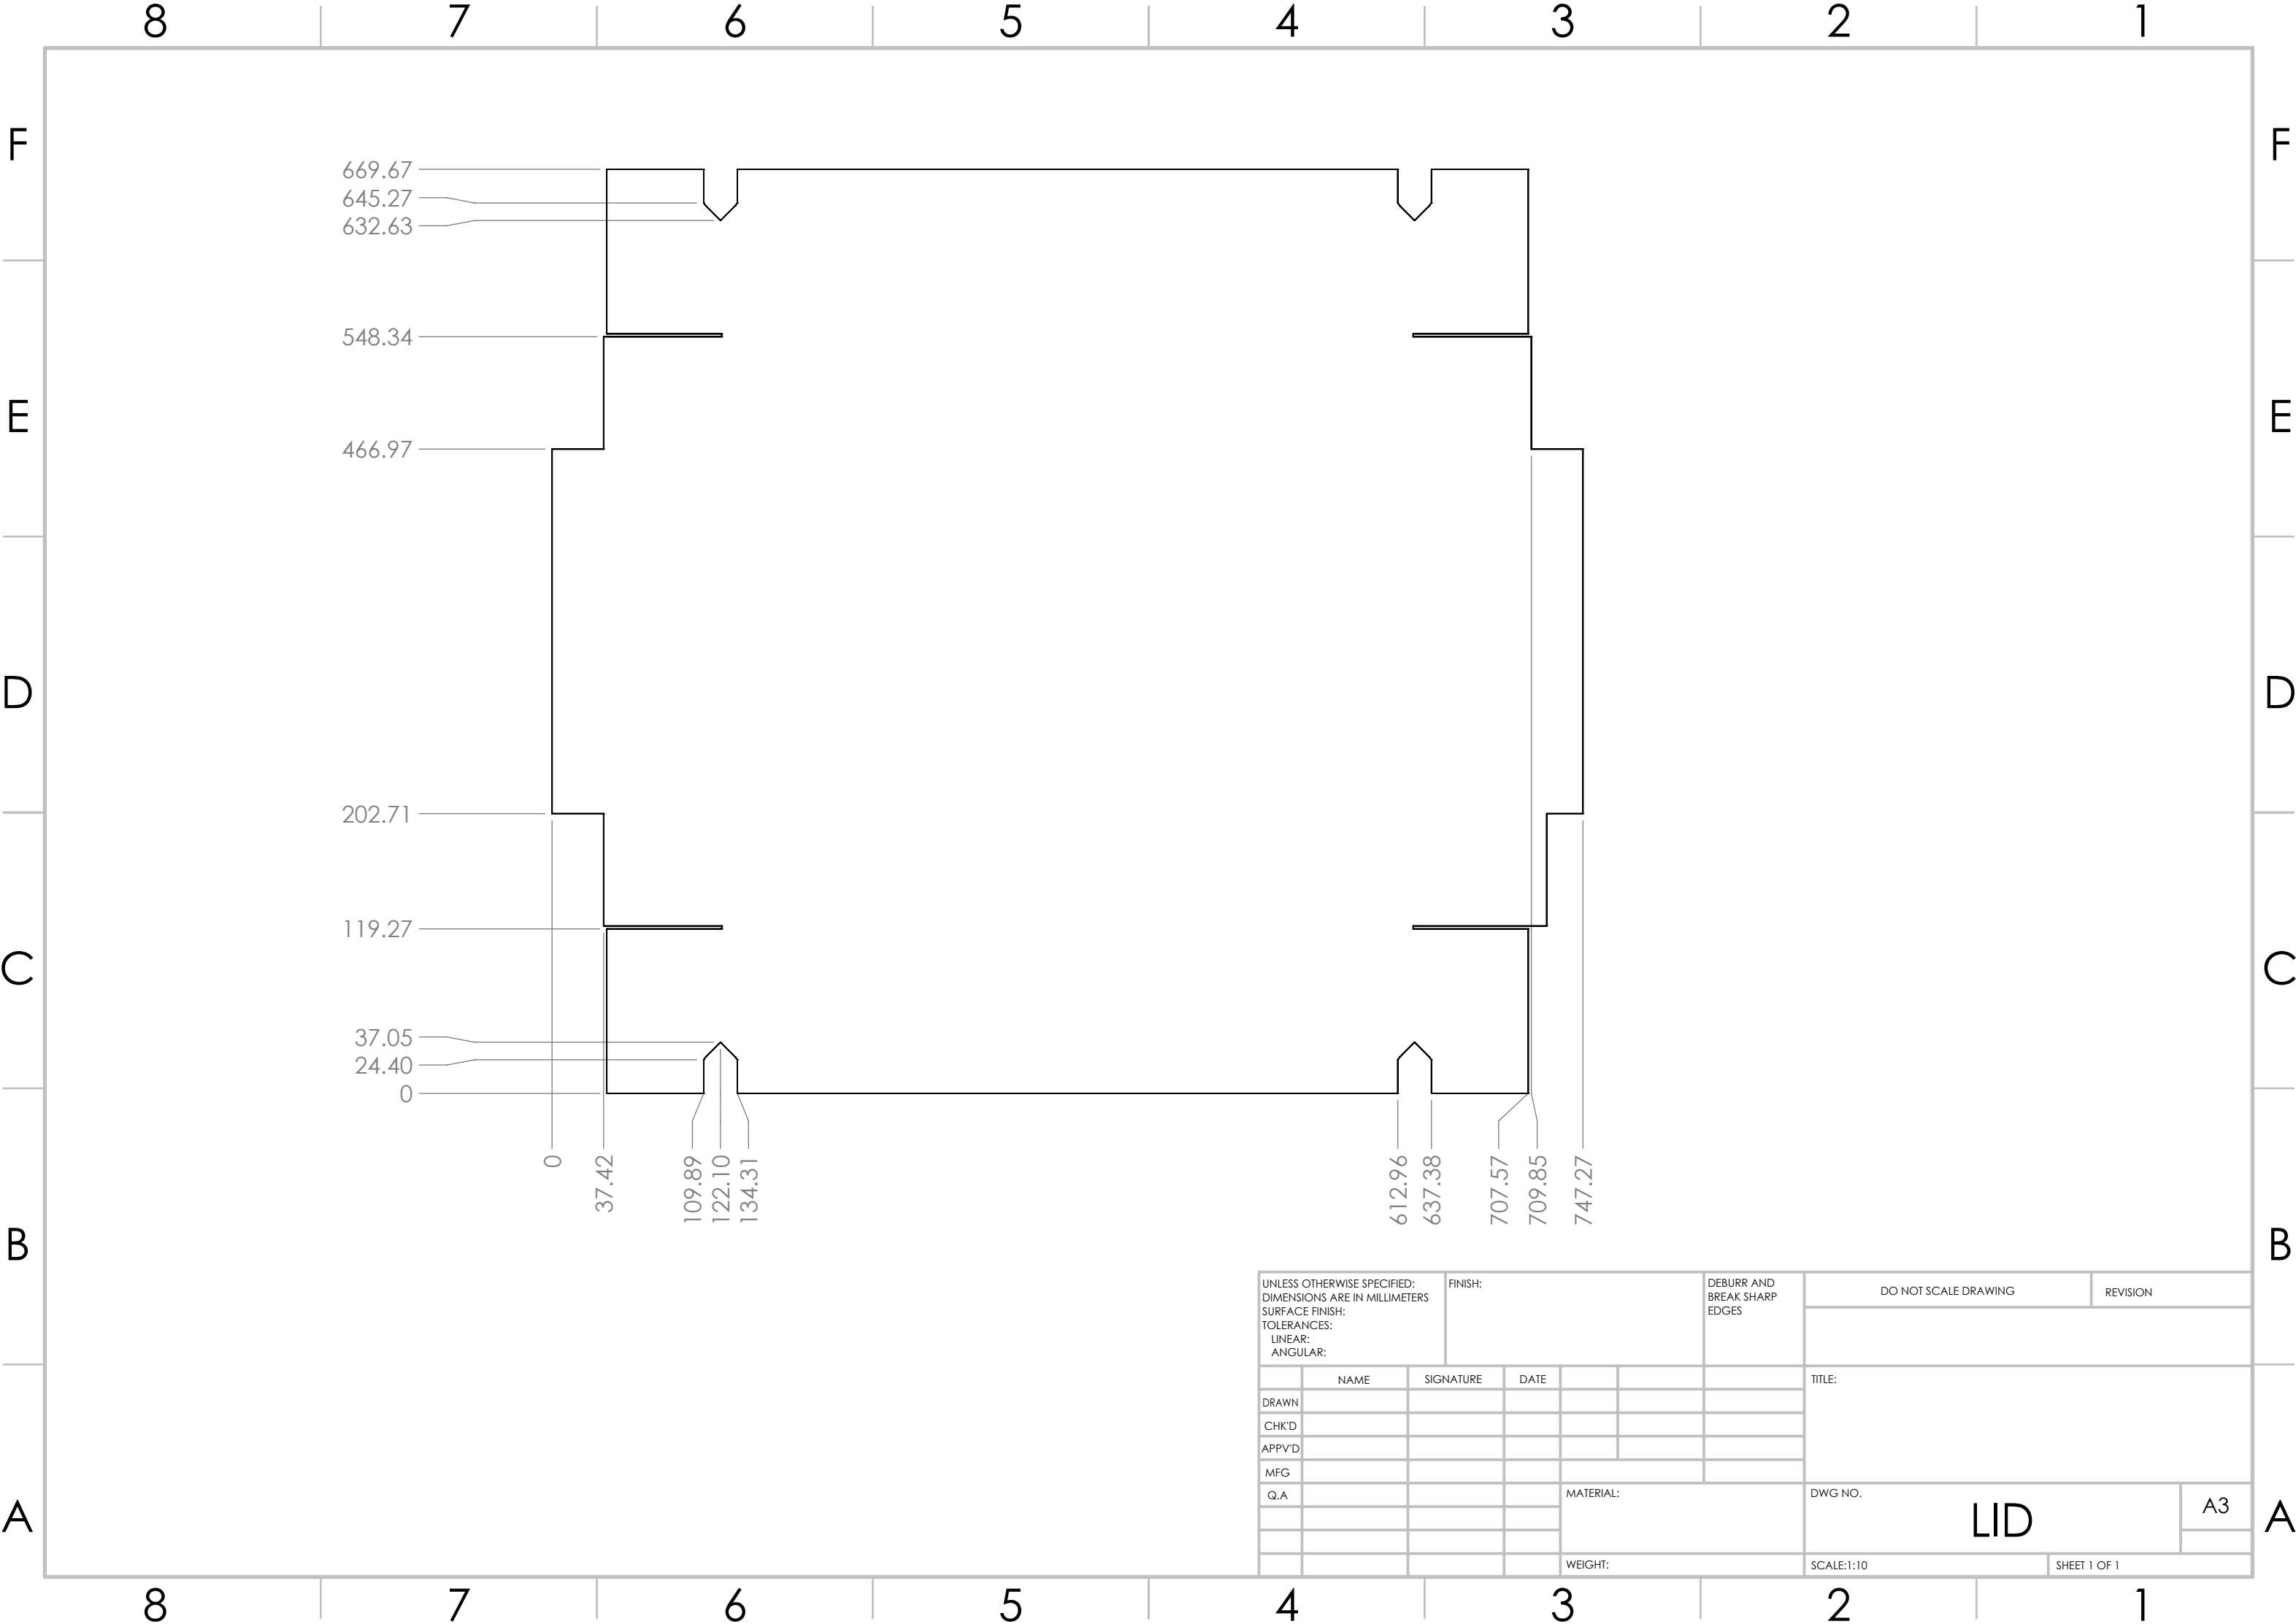 8 7 6 5 4 3 2 1
F F
669.67
645.27
632.63
548.34
E E
466.97
D D
202.71
119.27
C C
37.05
24.40
0
0 37.42 109.89 122.10 134.31 612.96 637.38 707.57 709.85 747.27
B B
UNLESS OTHERWISE SPECIFIED:
DIMENSIONS ARE IN MILLIMETERS
SURFACE FINISH:
TOLERANCES:
LINEAR:
ANGULAR:
FINISH:
DEBURR AND
BREAK SHARP
EDGES
DO NOT SCALE DRAWING
REVISION
NAME SIGNATURE DATE
TITLE:
DRAWN
CHK'D
APPV'D
MFG
Q.A
MATERIAL:
DWG NO.
LID
A3
A A
WEIGHT:
SCALE:1:10
SHEET 1 OF 1
8 7 6 5 4 3 2 1